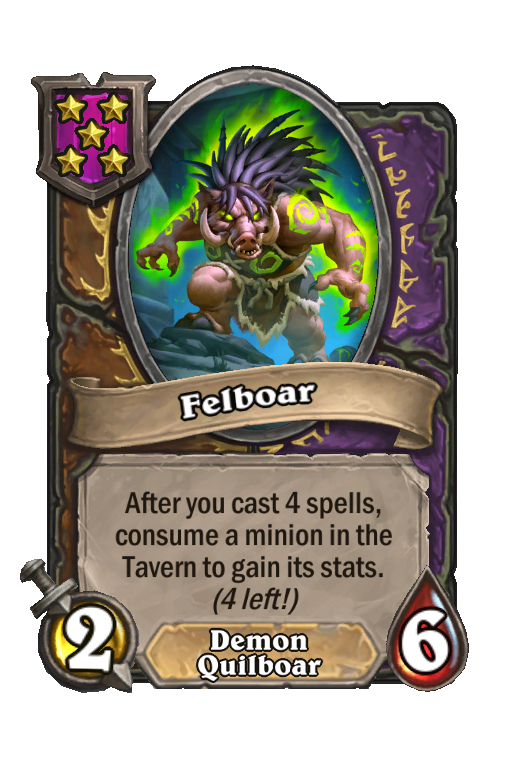 Felboar
After you cast 4 spells,
consume a minion in the
Tavern to gain its stats.
(4 left!)
2
Demon
Quilboar
6